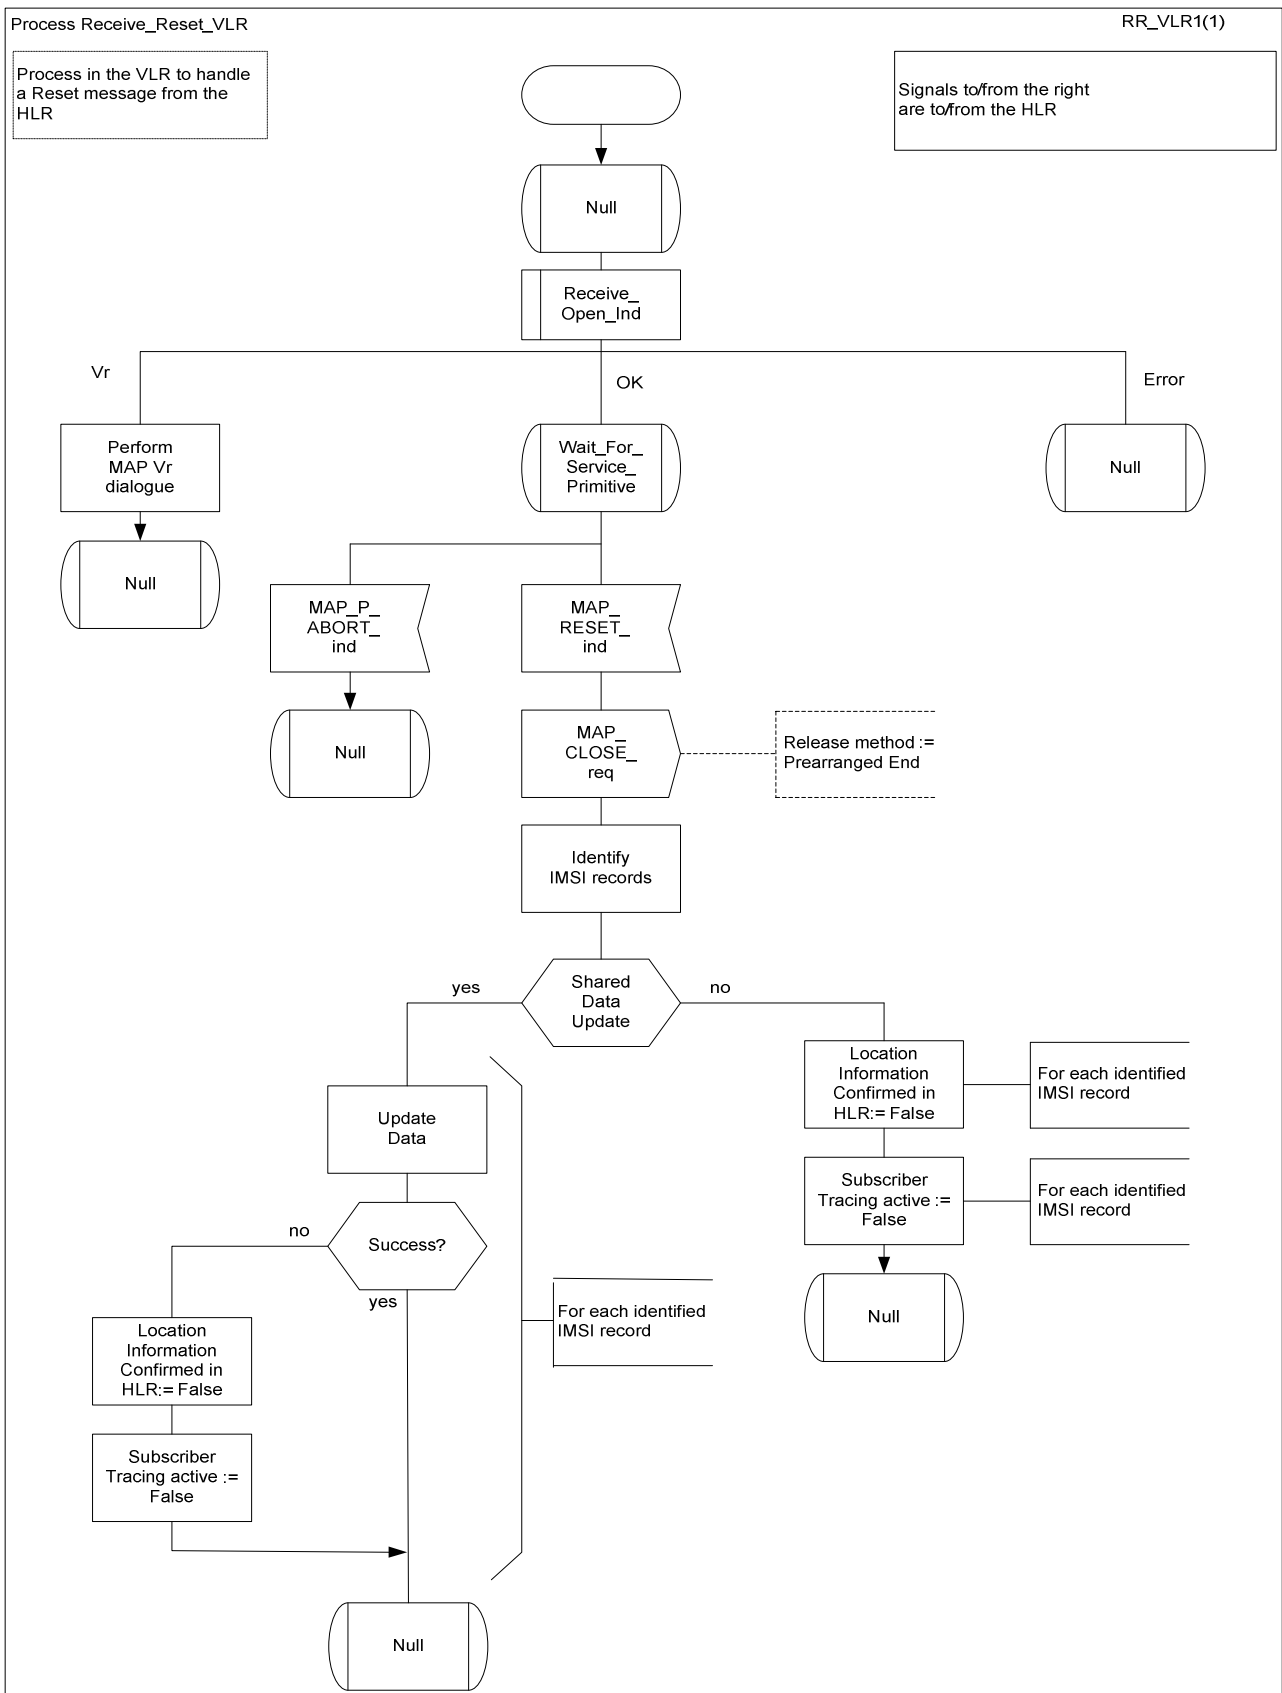 Process Receive_Reset_VLR
RR_VLR1(1)
Process in the VLR to handle
a Reset message from the
HLR
Signals to/from the right
are to/from the HLR
Null
Receive_
Open_Ind
Vr
OK
Error
Perform
MAP Vr
dialogue
Wait_For_
Service_
Primitive
Null
Null
MAP_P_
ABORT_
ind
MAP_
RESET_
ind
Null
MAP_
CLOSE_
req
Release method :=
Prearranged End
Identify
IMSI records
Shared
Data
Update
yes
no
Location
Information
Confirmed in
HLR:= False
For each identified
IMSI record
Update
Data
Subscriber
Tracing active :=
False
For each identified
IMSI record
no
Success?
yes
Null
For each identified
IMSI record
Location
Information
Confirmed in
HLR:= False
Subscriber
Tracing active :=
False
Null